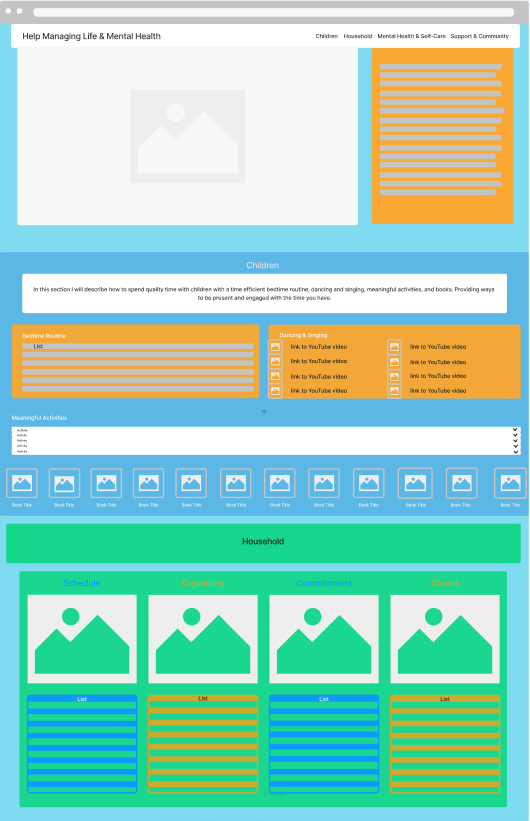 Help Managing Life & Mental Health
Children Household Mental Health & Self-Care Support & Community
Children
In this section I will describe how to spend quality time with children with a time efficient bedtime routine, dancing and singing, meaningful activities, and books. Providing ways
to be present and engaged with the time you have.
Bedtime Routine
List
Dancing & Singing
link to YouTube video link to YouTube video
link to YouTube video link to YouTube video
link to YouTube video link to YouTube video
link to YouTube video link to YouTube video
Meaningful Activities
Activity
Activity
Activity
Activity
Activity
Book Title Book Title Book Title Book Title Book Title Book Title Book Title Book Title Book Title Book Title Book Title Book Title
Household
Schedule Organizing Commitments Chores
List List List List